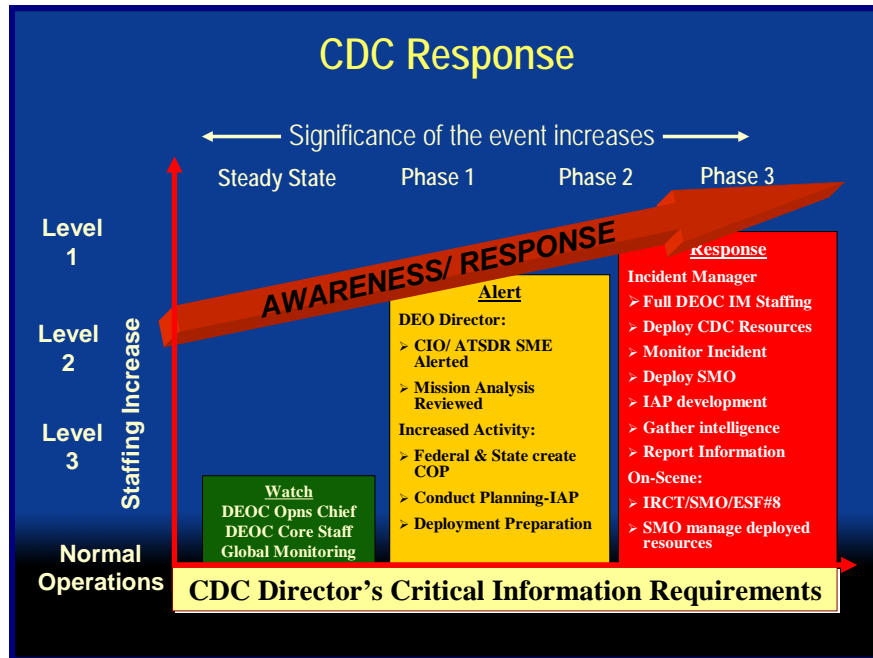 CDC Response
Significance of the event increases
Steady State
Phase 1
Phase 2
Phase 3
Level
1
Level
2
Level
3
Normal
Operations
Staffing Increase
AWARENESS/ RESPONSE
Watch
DEOC Opns Chief
DEOC Core Staff
Global Monitoring
Alert
DEO Director:
➢ CIO/ ATSDR SME
Alerted
➢ Mission Analysis
Reviewed
Increased Activity:
➢ Federal & State create
COP
➢ Conduct Planning-IAP
➢ Deployment Preparation
Response
Incident Manager
➢ Full DEOC IM Staffing
➢ Deploy CDC Resources
➢ Monitor Incident
➢ Deploy SMO
➢ IAP development
➢ Gather intelligence
➢ Report Information
On-Scene:
➢ IRCT/SMO/ESF#8
➢ SMO manage deployed
resources
CDC Director's Critical Information Requirements